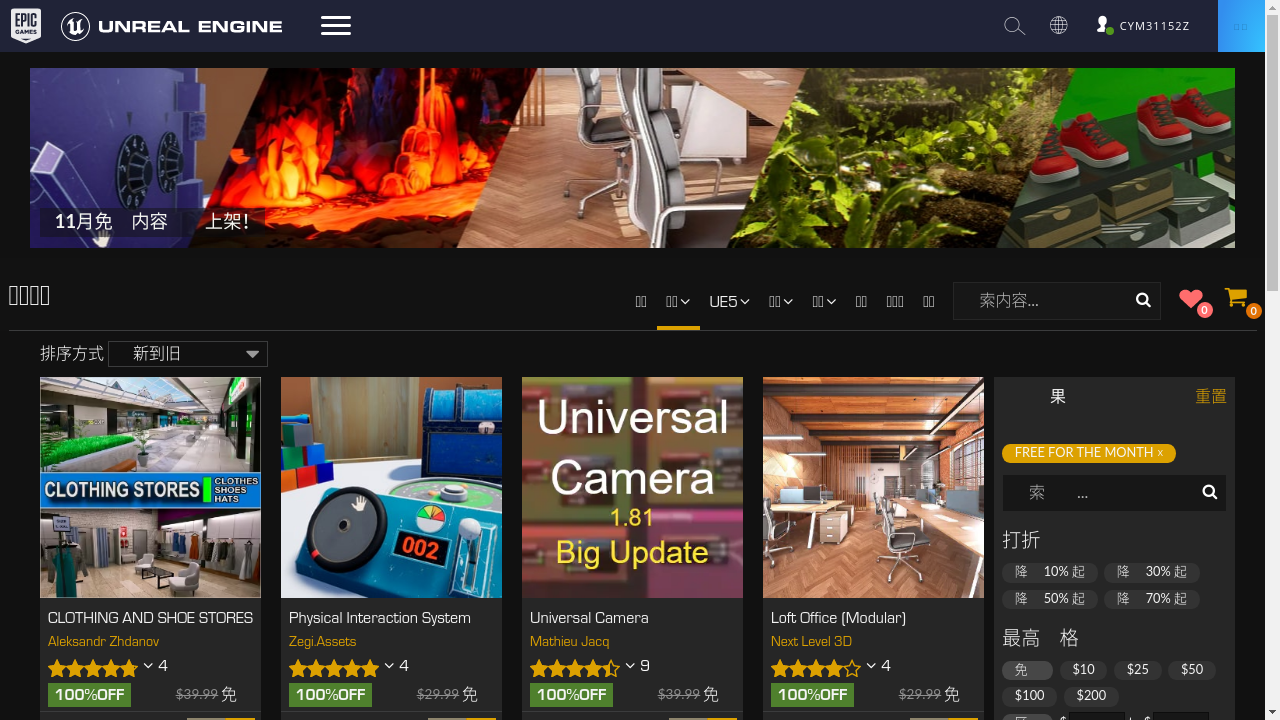 EPIC GAMES
UNREAL ENGINE
CYM31152Z
11月免 内容 上架!
UE5
索内容...
0
0
排序方式 新到旧
CLOTHING STORES
CLOTHES
SHOES
HATS
002
Universal
Camera
1.81
Big Update
CLOTHING AND SHOE STORES
Aleksandr Zhdanov
4
100%OFF
$39.99 免
Physical Interaction System
Zegi.Assets
4
100%OFF
$29.99 免
Universal Camera
Mathieu Jacq
9
100%OFF
$39.99 免
Loft Office (Modular)
Next Level 3D
4
100%OFF
$29.99 免
果 重置
FREE FOR THE MONTH x
索 ...
打折
降 10% 起
降 30% 起
降 50% 起
降 70% 起
最高 格
免 $10 $25 $50
$100 $200